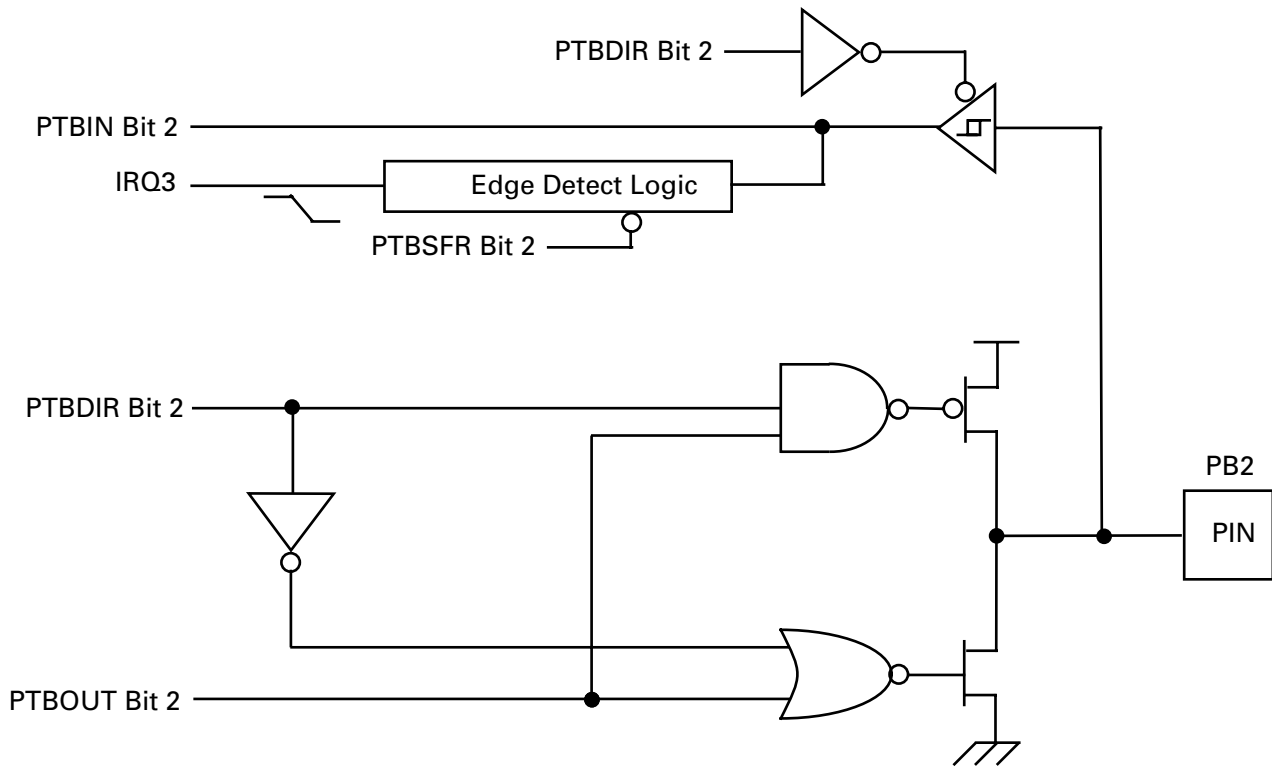 PTBDIR Bit 2
PTBIN Bit 2
IRQ3
Edge Detect Logic
PTBSFR Bit 2
PTBDIR Bit 2
PB2
PIN
PTBOUT Bit 2